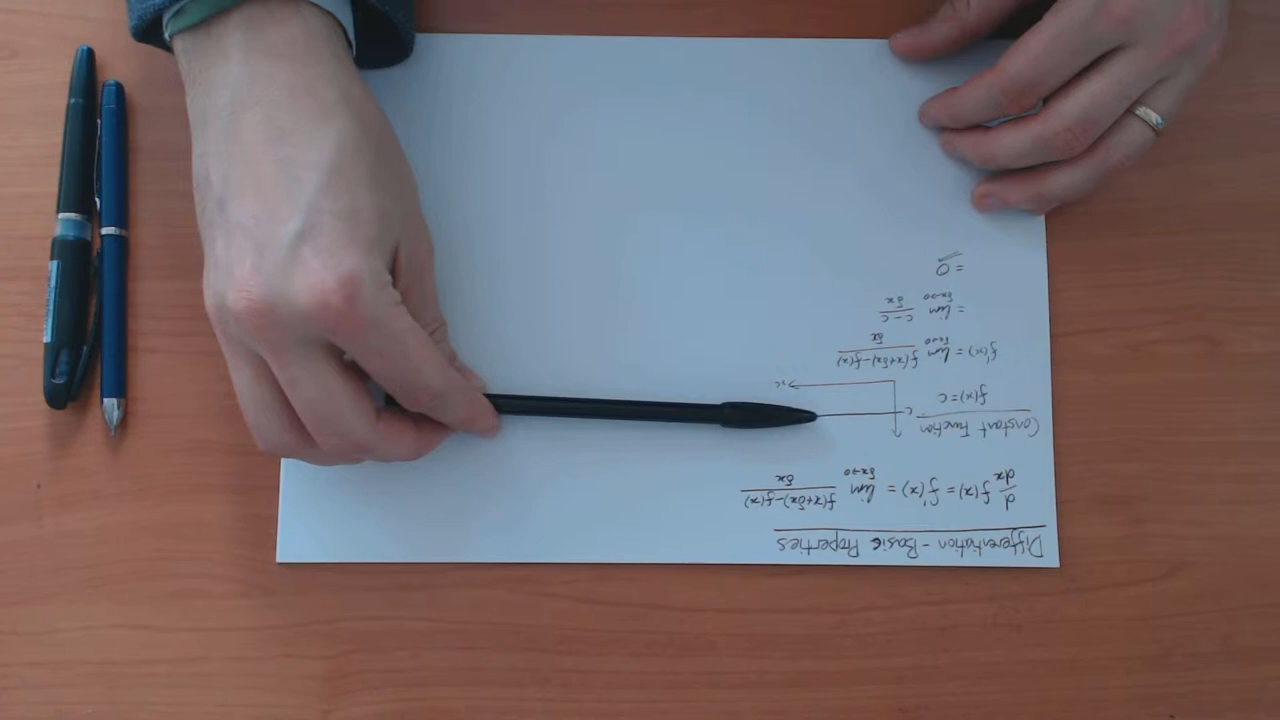 Differentiation - Basic Properties
d/dx f(x) = f'(x) = lim δx→0 f(x+δx)-f(x)/δx
Constant Function
f(x)=c
c
x
f'(x) = lim δx→0 f(x+δx)-f(x)/δx
= lim δx→0 c-c/δx
= 0